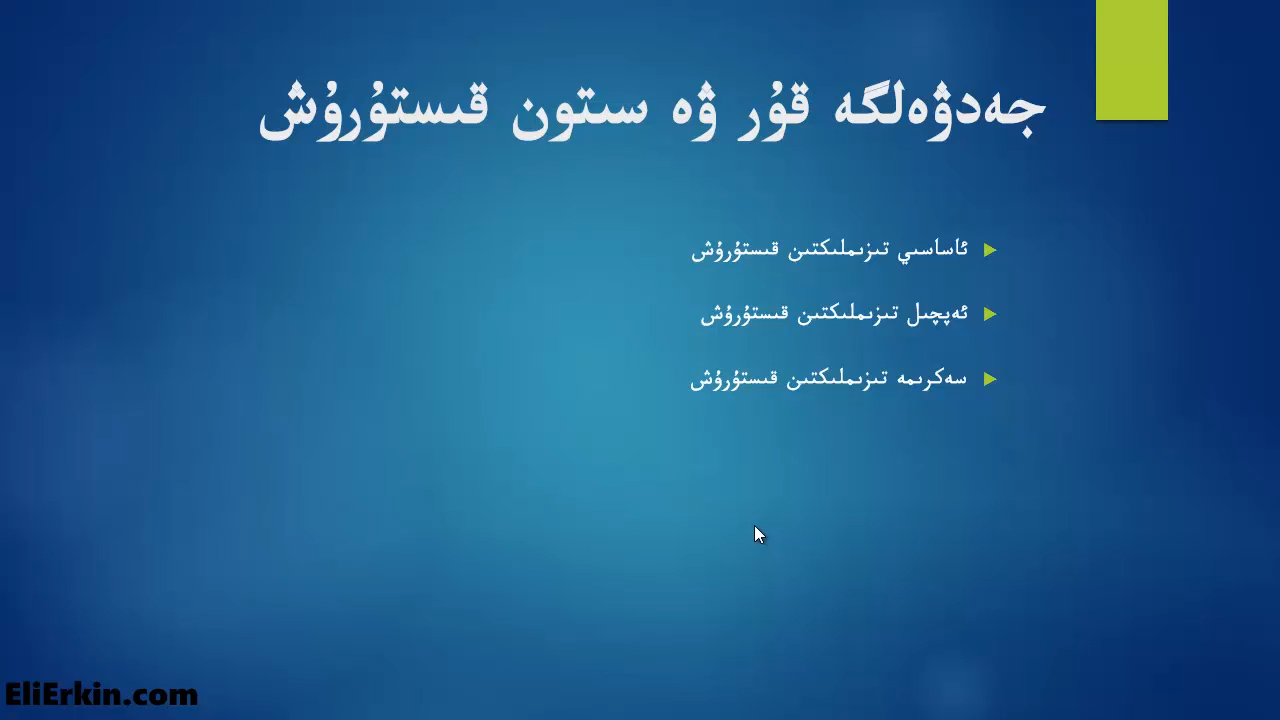 جەدۋەلگە قۇر ۋە ستون قىستۇرۇش
ئاساسىي تىزىملىكتىن قىستۇرۇش
ئەپچىل تىزىملىكتىن قىستۇرۇش
سەكرىمە تىزىملىكتىن قىستۇرۇش
EliErkin.com